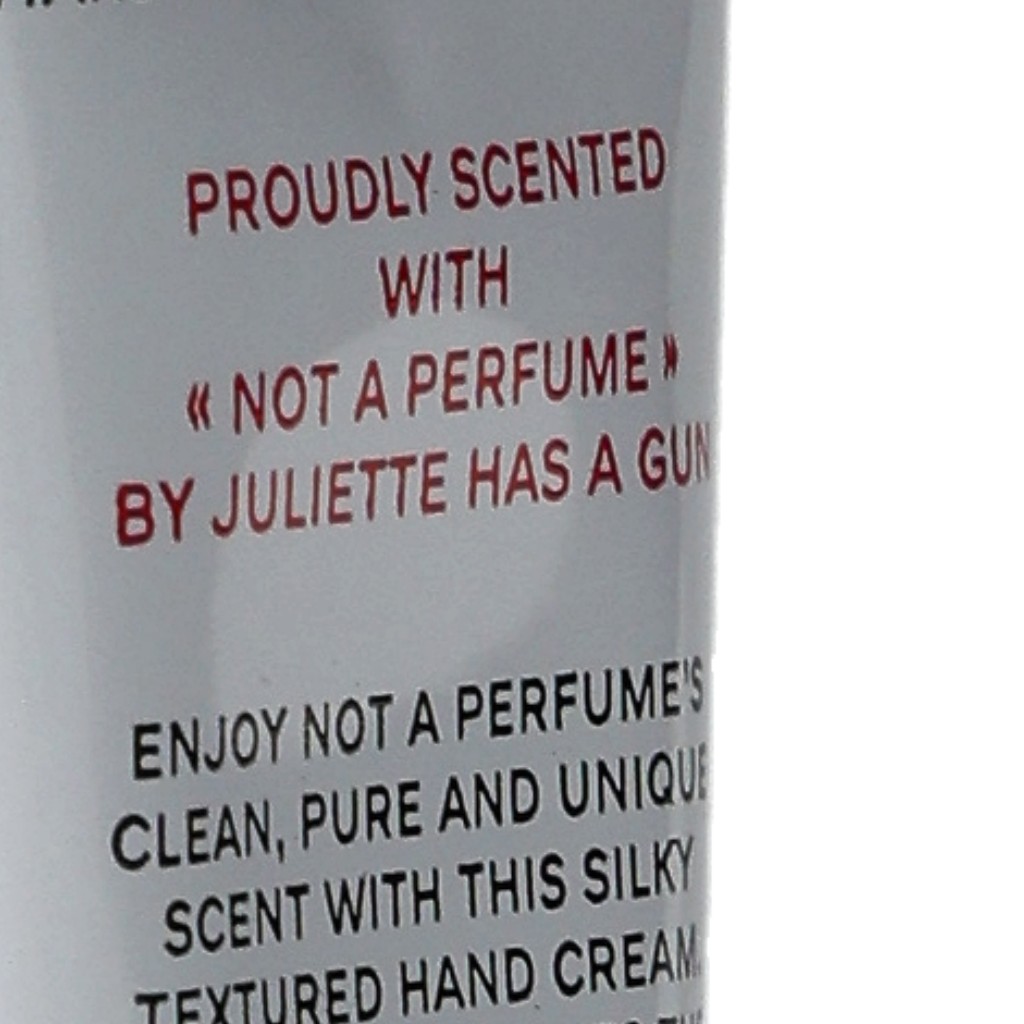 PROUDLY SCENTED
WITH
« NOT A PERFUME »
BY JULIETTE HAS A GUN
ENJOY NOT A PERFUME'S
CLEAN, PURE AND UNIQUE
SCENT WITH THIS SILKY
TEXTURED HAND CREAM.